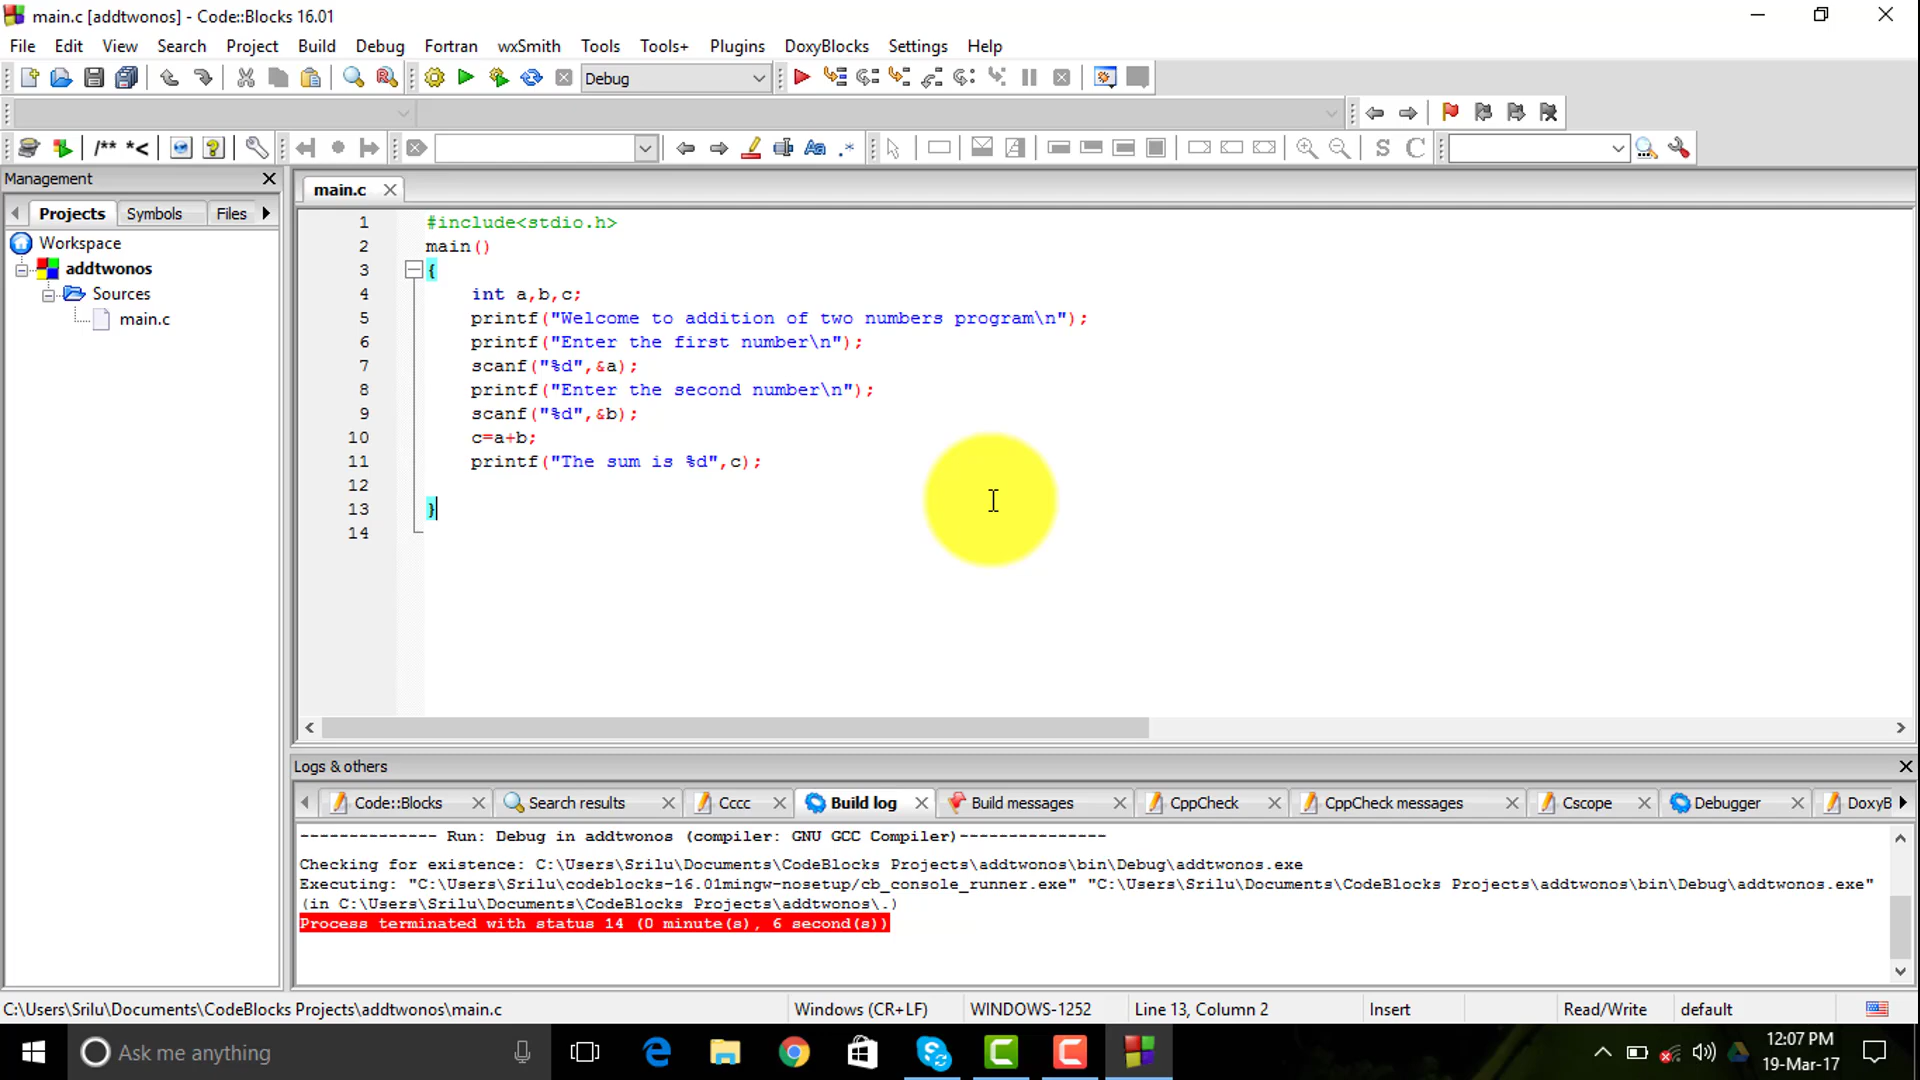 main.c [addtwonos] - Code::Blocks 16.01
File Edit View Search Project Build Debug Fortran wxSmith Tools Tools+ Plugins DoxyBlocks Settings Help
Debug
/** *<
Aa .* S C
Management
Projects Symbols Files
main.c
Workspace
addtwonos
Sources
main.c
1 #include<stdio.h>
2 main()
3 {
4 int a,b,c;
5 printf("Welcome to addition of two numbers program\n");
6 printf("Enter the first number\n");
7 scanf("%d",&a);
8 printf("Enter the second number\n");
9 scanf("%d",&b);
10 c=a+b;
11 printf("The sum is %d",c);
12
13 }
14
Logs & others
Code::Blocks Search results Cccc Build log Build messages CppCheck CppCheck messages Cscope Debugger DoxyB
-------------- Run: Debug in addtwonos (compiler: GNU GCC Compiler)---------------
Checking for existence: C:\Users\Srilu\Documents\CodeBlocks Projects\addtwonos\bin\Debug\addtwonos.exe
Executing: "C:\Users\Srilu\codeblocks-16.01mingw-nosetup/cb_console_runner.exe" "C:\Users\Srilu\Documents\CodeBlocks Projects\addtwonos\bin\Debug\addtwonos.exe"
(in C:\Users\Srilu\Documents\CodeBlocks Projects\addtwonos\.)
Process terminated with status 14 (0 minute(s), 6 second(s))
C:\Users\Srilu\Documents\CodeBlocks Projects\addtwonos\main.c Windows (CR+LF) WINDOWS-1252 Line 13, Column 2 Insert Read/Write default
Ask me anything
12:07 PM
19-Mar-17